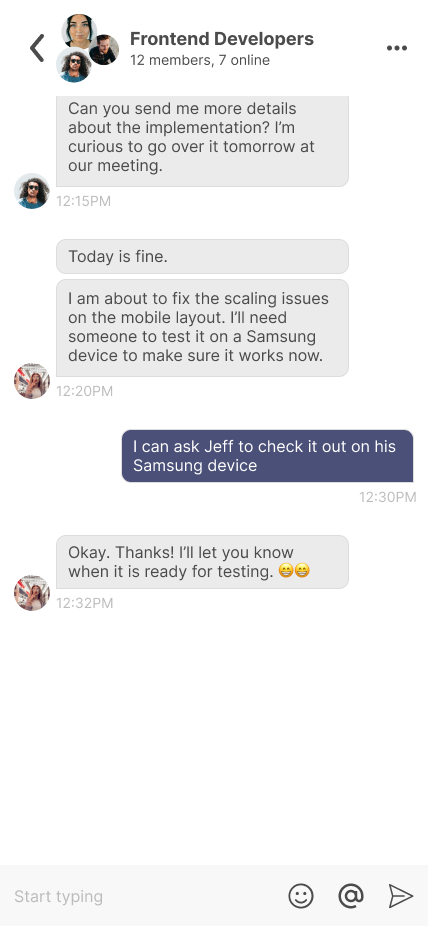 Frontend Developers
12 members, 7 online
Can you send me more details
about the implementation? I’m
curious to go over it tomorrow at
our meeting.
12:15PM
Today is fine.
I am about to fix the scaling issues
on the mobile layout. I’ll need
someone to test it on a Samsung
device to make sure it works now.
12:20PM
I can ask Jeff to check it out on his
Samsung device
12:30PM
Okay. Thanks! I’ll let you know
when it is ready for testing. 😁😁
12:32PM
Start typing